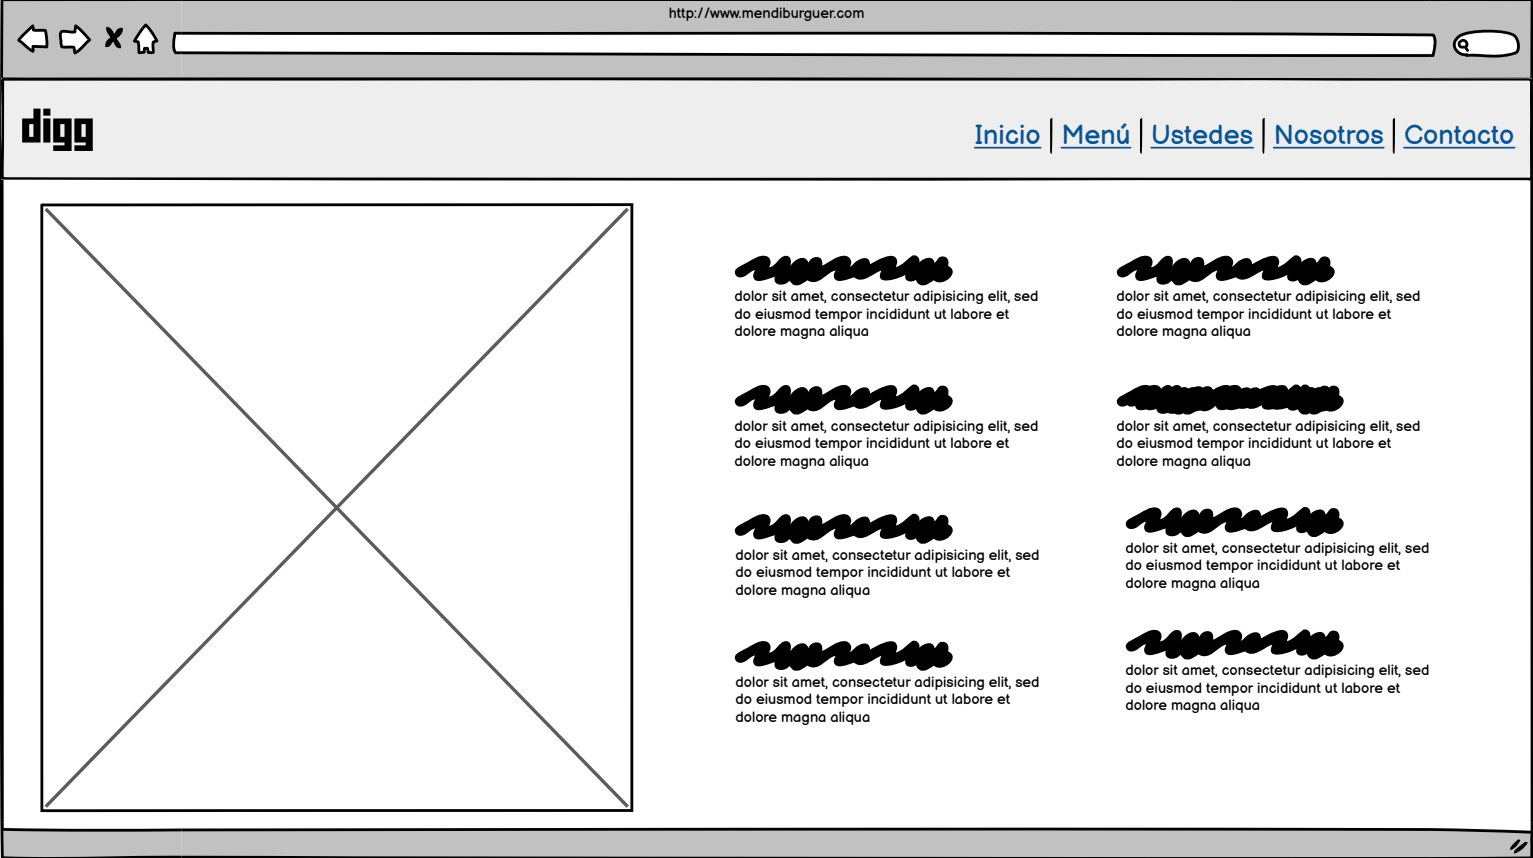 http://www.mendiburguer.com
digg
Inicio | Menú | Ustedes | Nosotros | Contacto
dolor sit amet, consectetur adipisicing elit, sed
do eiusmod tempor incididunt ut labore et
dolore magna aliqua
dolor sit amet, consectetur adipisicing elit, sed
do eiusmod tempor incididunt ut labore et
dolore magna aliqua
dolor sit amet, consectetur adipisicing elit, sed
do eiusmod tempor incididunt ut labore et
dolore magna aliqua
dolor sit amet, consectetur adipisicing elit, sed
do eiusmod tempor incididunt ut labore et
dolore magna aliqua
dolor sit amet, consectetur adipisicing elit, sed
do eiusmod tempor incididunt ut labore et
dolore magna aliqua
dolor sit amet, consectetur adipisicing elit, sed
do eiusmod tempor incididunt ut labore et
dolore magna aliqua
dolor sit amet, consectetur adipisicing elit, sed
do eiusmod tempor incididunt ut labore et
dolore magna aliqua
dolor sit amet, consectetur adipisicing elit, sed
do eiusmod tempor incididunt ut labore et
dolore magna aliqua